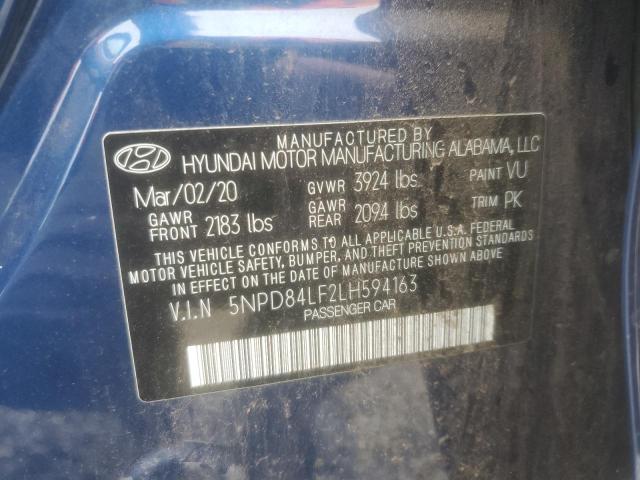 MANUFACTURED BY
HYUNDAI MOTOR MANUFACTURING ALABAMA, LLC
Mar/02/20 GVWR 3924 lbs PAINT VU
GAWR FRONT 2183 lbs GAWR REAR 2094 lbs TRIM PK
THIS VEHICLE CONFORMS TO ALL APPLICABLE U.S.A. FEDERAL
MOTOR VEHICLE SAFETY, BUMPER, AND THEFT PREVENTION STANDARDS
IN EFFECT ON THE DATE OF MANUFACTURE SHOWN ABOVE
V.I.N 5NPD84LF2LH594163
PASSENGER CAR